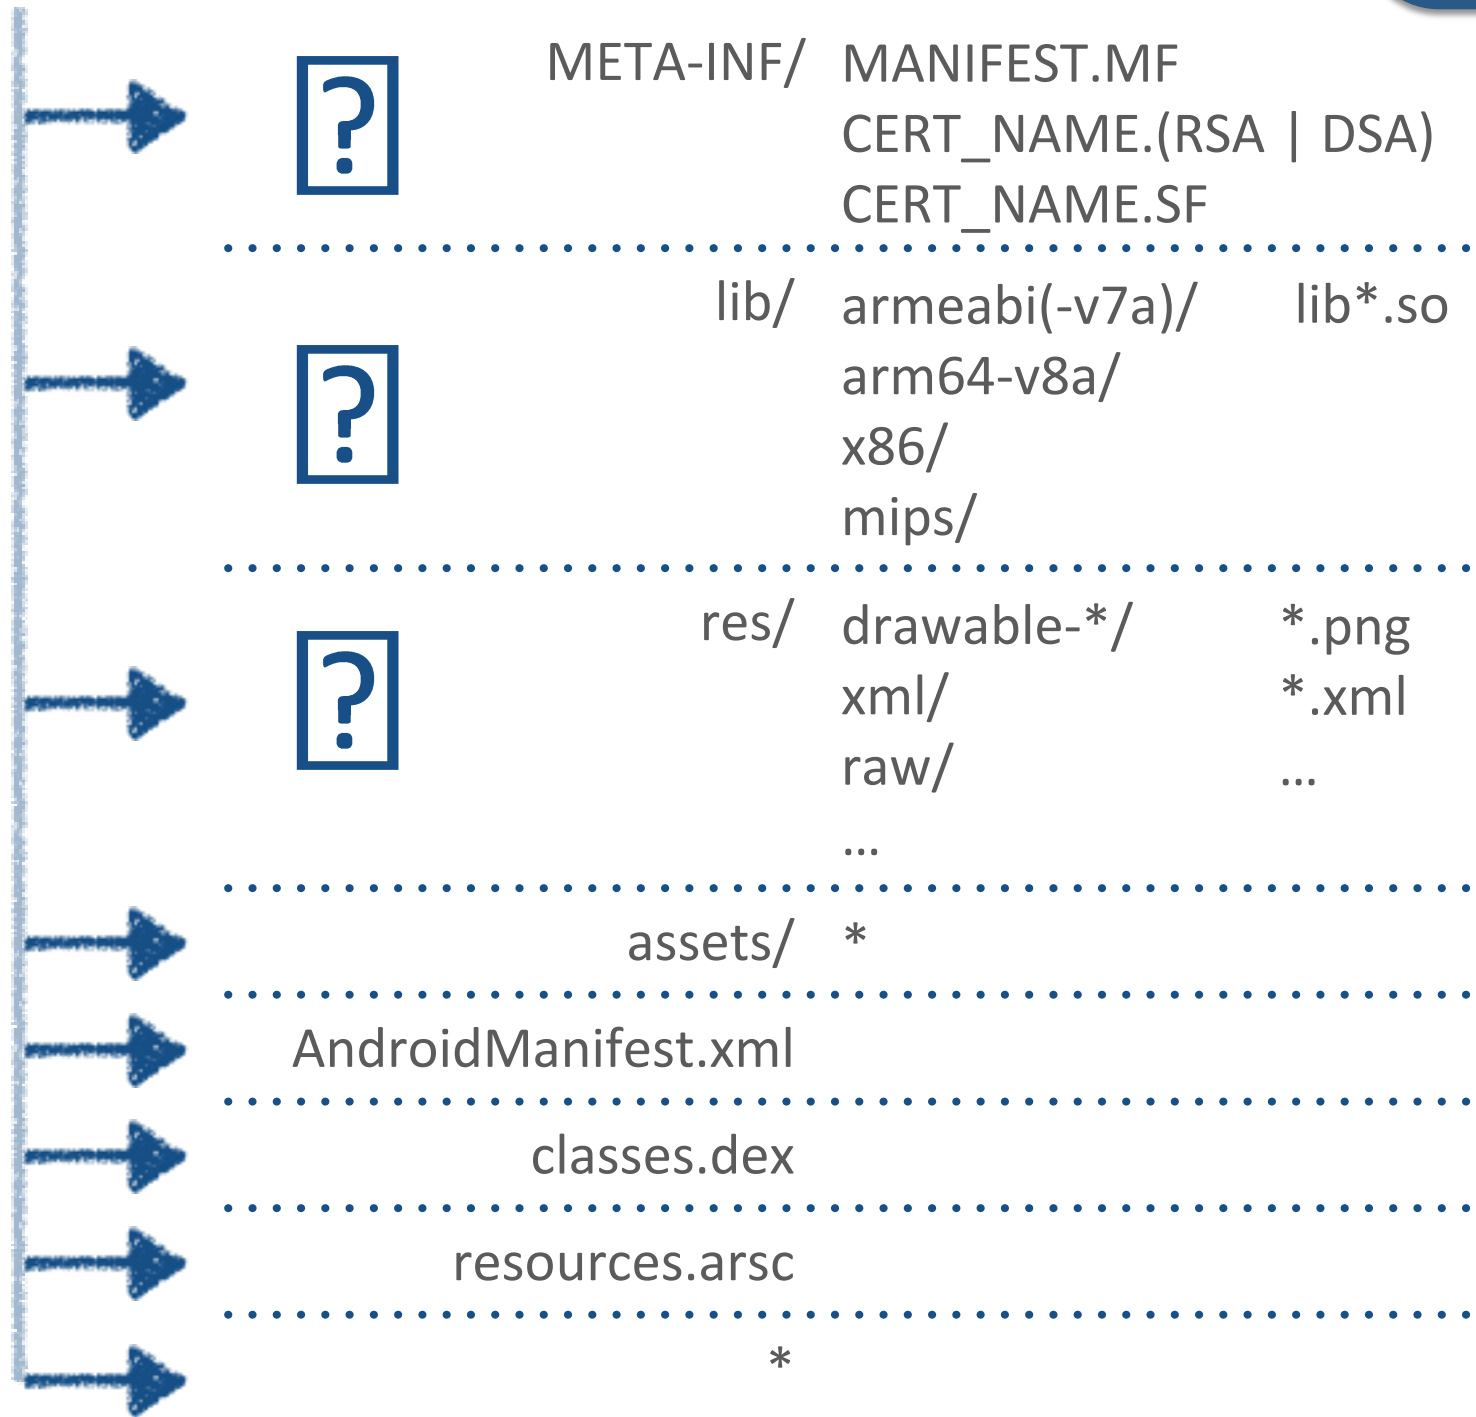 META-INF/ MANIFEST.MF
CERT_NAME.(RSA | DSA)
CERT_NAME.SF
lib/ armeabi(-v7a)/ lib*.so
arm64-v8a/
x86/
mips/
res/ drawable-*/ *.png
xml/ *.xml
raw/ ...
...
assets/ *
AndroidManifest.xml
classes.dex
resources.arsc
*